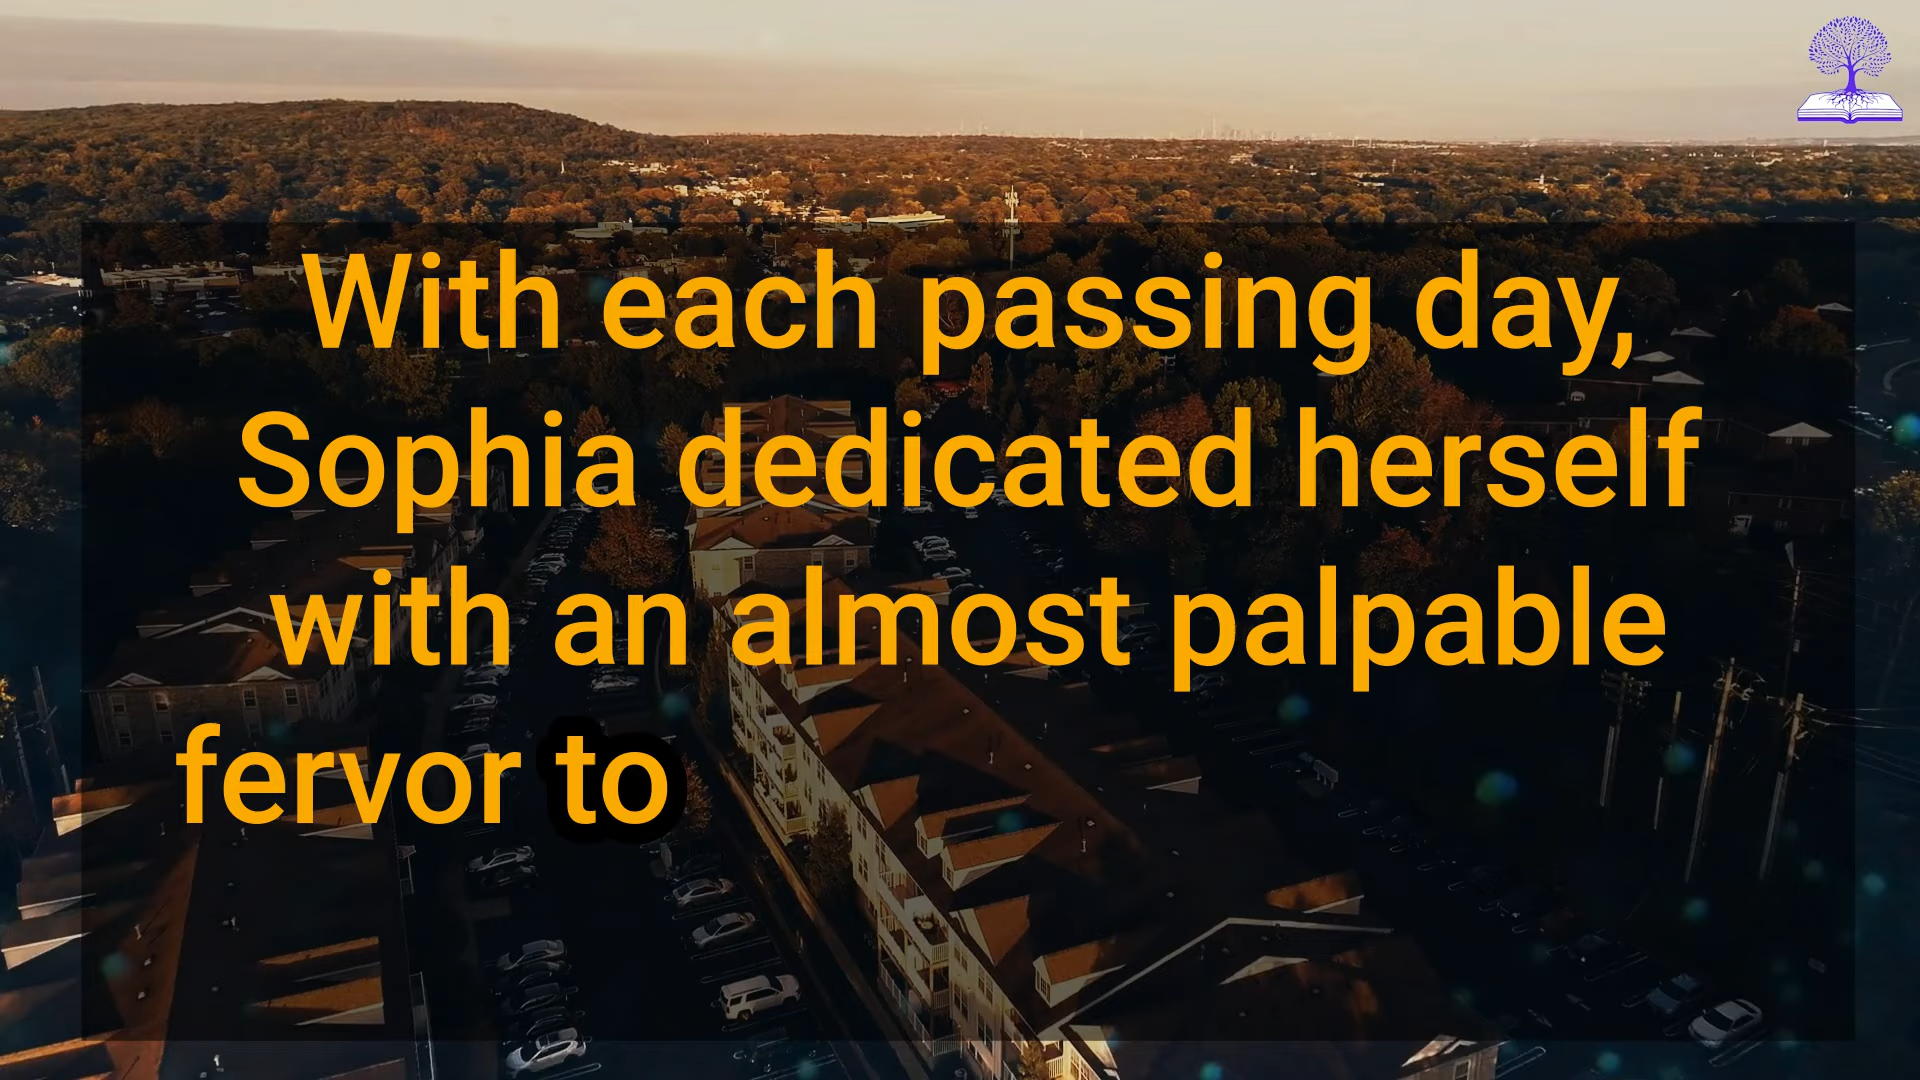 With each passing day,
Sophia dedicated herself
with an almost palpable
fervor to